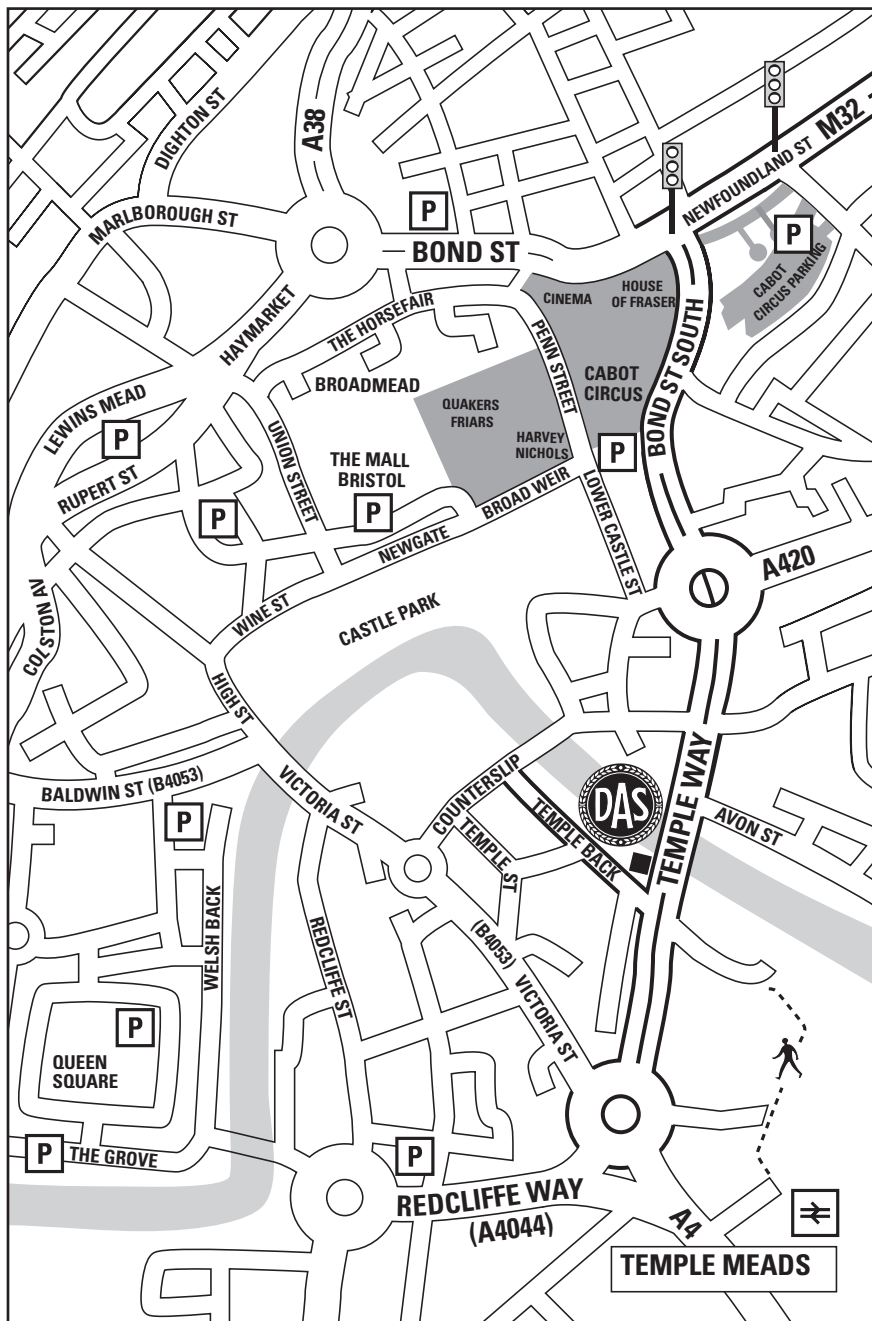 DIGHTON ST
A38
M32
NEWFOUNDLAND ST
MARLBOROUGH ST
P
BOND ST
P
CABOT
CIRCUS PARKING
HAYMARKET
THE HORSEFAIR
CINEMA
HOUSE
OF FRASER
PENN STREET
BOND ST SOUTH
BROADMEAD
CABOT
CIRCUS
LEWINS MEAD
P
QUAKERS
FRIARS
UNION STREET
HARVEY
NICHOLS
P
RUPERT ST
THE MALL
BRISTOL
P
P
BROAD WEIR
LOWER CASTLE ST
NEWGATE
A420
WINE ST
CASTLE PARK
COLSTON AV
HIGH ST
BALDWIN ST (B4053)
VICTORIA ST
COUNTERSLIP
DAS
TEMPLE WAY
P
TEMPLE ST
TEMPLE BACK
AVON ST
WELSH BACK
REDCLIFFE ST
(B4053) VICTORIA ST
P
QUEEN
SQUARE
P
THE GROVE
P
REDCLIFFE WAY
(A4044)
A4
TEMPLE MEADS